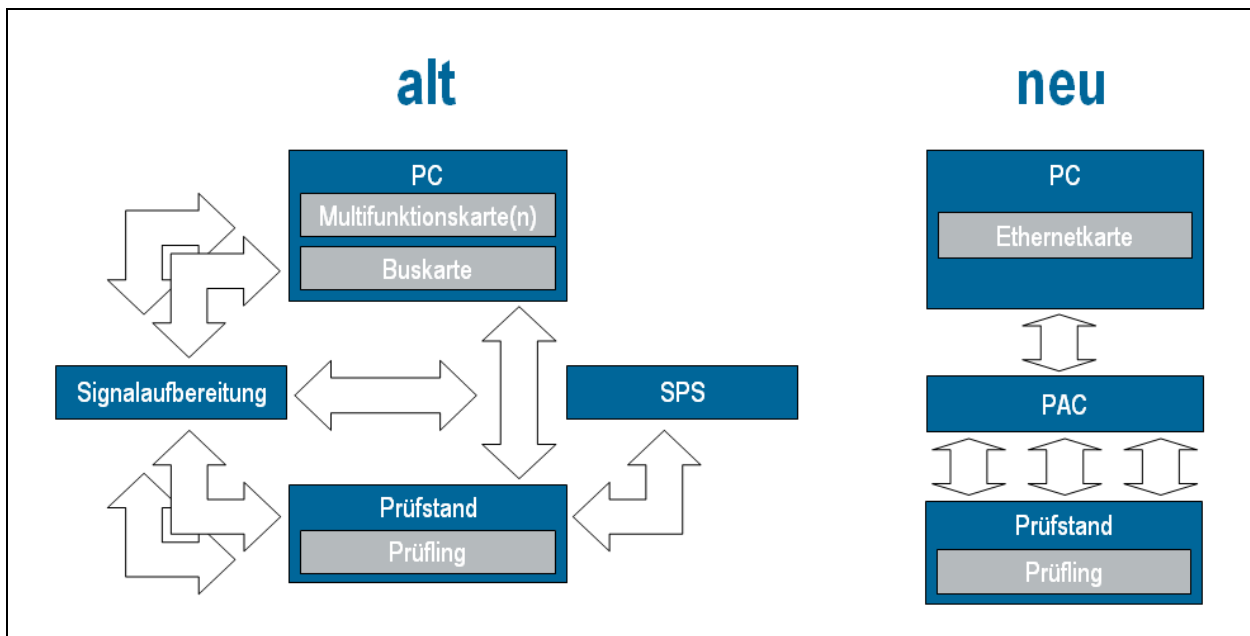 alt
PC
Multifunktionskarte(n)
Buskarte
Signalaufbereitung
SPS
Prüfstand
Prüfling
neu
PC
Ethernetkarte
PAC
Prüfstand
Prüfling